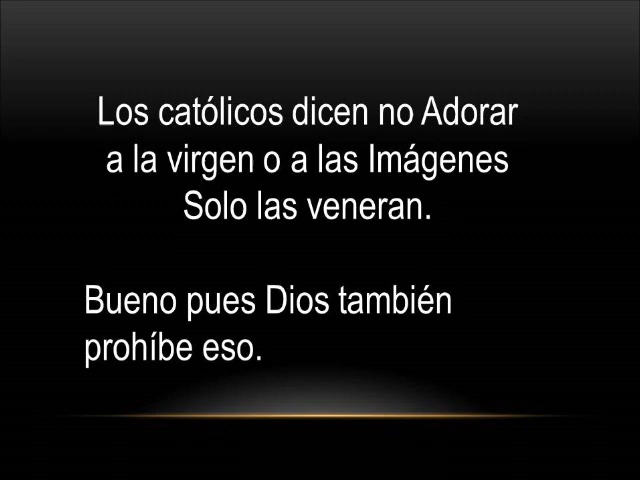 Los católicos dicen no Adorar
a la virgen o a las Imágenes
Solo las veneran.
Bueno pues Dios también
prohíbe eso.